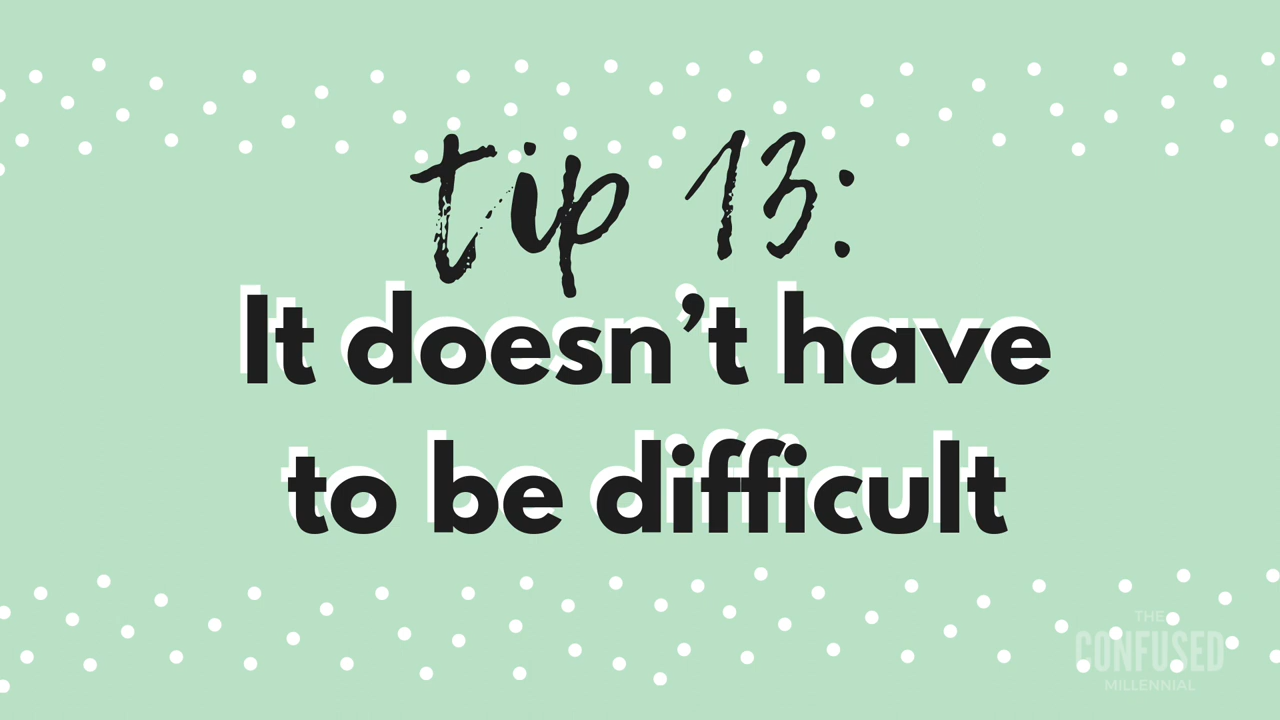 tip 13:
It doesn’t have
to be difficult
THE
CONFUSED
MILLENNIAL